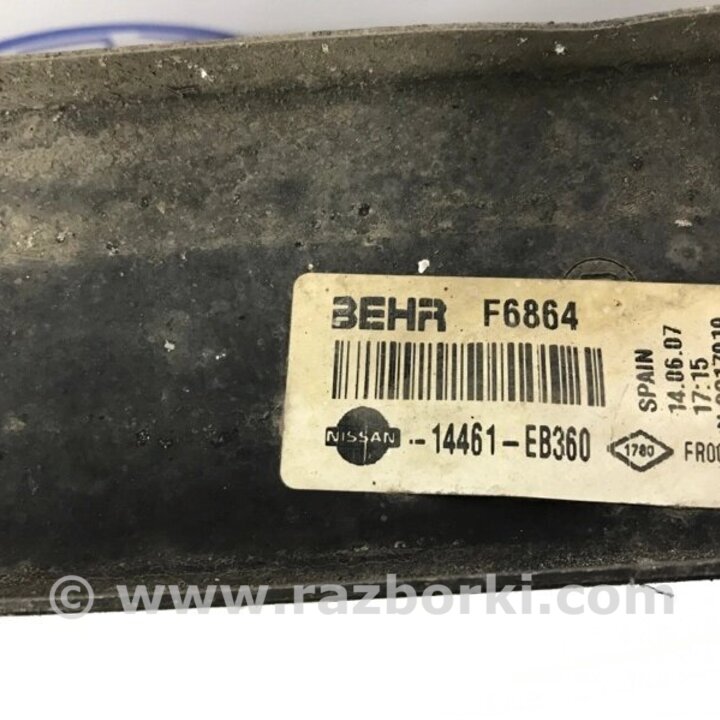 BEHR F6864
NISSAN -14461-EB360
1780
SPAIN
14.06.07
17:15
© www.razborki.com